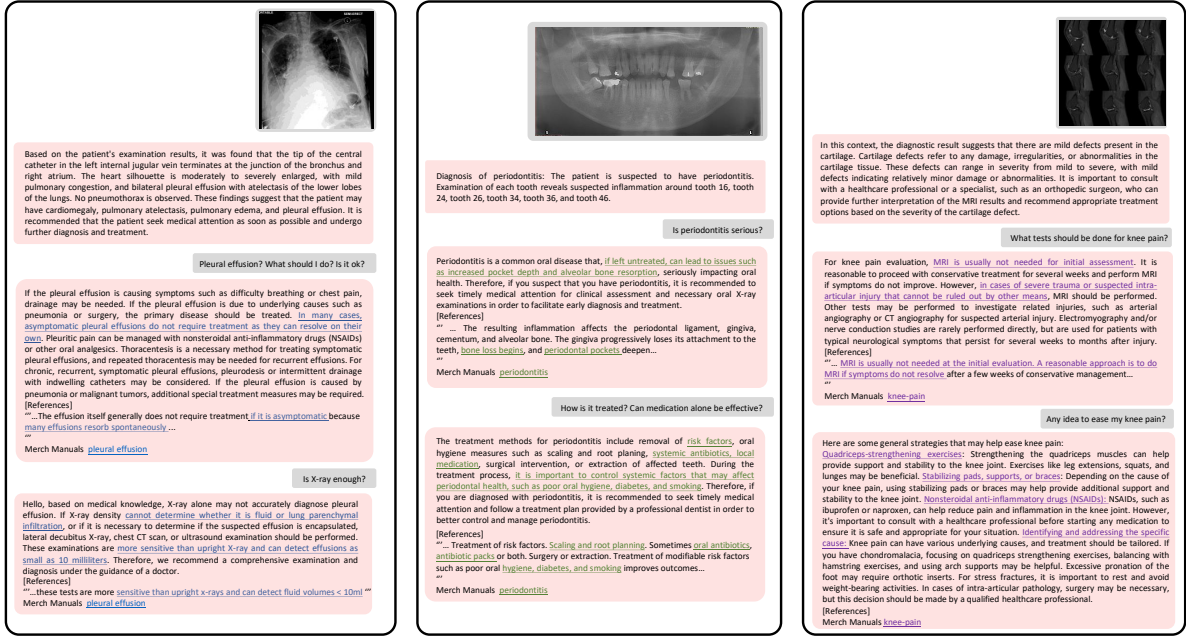 Based on the patient's examination results, it was found that the tip of the central
catheter in the left internal jugular vein terminates at the junction of the bronchus and
right atrium. The heart silhouette is moderately to severely enlarged, with mild
pulmonary congestion, and bilateral pleural effusion with atelectasis of the lower lobes
of the lungs. No pneumothorax is observed. These findings suggest that the patient may
have cardiomegaly, pulmonary atelectasis, pulmonary edema, and pleural effusion. It is
recommended that the patient seek medical attention as soon as possible and undergo
further diagnosis and treatment.
Pleural effusion? What should I do? Is it ok?
If the pleural effusion is causing symptoms such as difficulty breathing or chest pain,
drainage may be needed. If the pleural effusion is due to underlying causes such as
pneumonia or surgery, the primary disease should be treated. In many cases,
asymptomatic pleural effusions do not require treatment as they can resolve on their
own. Pleuritic pain can be managed with nonsteroidal anti-inflammatory drugs (NSAIDs)
or other oral analgesics. Thoracentesis is a necessary method for treating symptomatic
pleural effusions, and repeated thoracentesis may be needed for recurrent effusions. For
chronic, recurrent, symptomatic pleural effusions, pleurodesis or intermittent drainage
with indwelling catheters may be considered. If the pleural effusion is caused by
pneumonia or malignant tumors, additional special treatment measures may be required.
[References]
“”...The effusion itself generally does not require treatment if it is asymptomatic because
many effusions resorb spontaneously ...
“”
Merch Manuals pleural effusion
Is X-ray enough?
Hello, based on medical knowledge, X-ray alone may not accurately diagnose pleural
effusion. If X-ray density cannot determine whether it is fluid or lung parenchymal
infiltration, or if it is necessary to determine if the suspected effusion is encapsulated,
lateral decubitus X-ray, chest CT scan, or ultrasound examination should be performed.
These examinations are more sensitive than upright X-ray and can detect effusions as
small as 10 milliliters. Therefore, we recommend a comprehensive examination and
diagnosis under the guidance of a doctor.
[References]
“”...these tests are more sensitive than upright x-rays and can detect fluid volumes < 10ml “”
Merch Manuals pleural effusion
Diagnosis of periodontitis: The patient is suspected to have periodontitis.
Examination of each tooth reveals suspected inflammation around tooth 16, tooth
24, tooth 26, tooth 34, tooth 36, and tooth 46.
Is periodontitis serious?
Periodontitis is a common oral disease that, if left untreated, can lead to issues such
as increased pocket depth and alveolar bone resorption, seriously impacting oral
health. Therefore, if you suspect that you have periodontitis, it is recommended to
seek timely medical attention for clinical assessment and necessary oral X-ray
examinations in order to facilitate early diagnosis and treatment.
[References]
“” ... The resulting inflammation affects the periodontal ligament, gingiva,
cementum, and alveolar bone. The gingiva progressively loses its attachment to the
teeth, bone loss begins, and periodontal pockets deepen...
“”
Merch Manuals periodontitis
How is it treated? Can medication alone be effective?
The treatment methods for periodontitis include removal of risk factors, oral
hygiene measures such as scaling and root planing, systemic antibiotics, local
medication, surgical intervention, or extraction of affected teeth. During the
treatment process, it is important to control systemic factors that may affect
periodontal health, such as poor oral hygiene, diabetes, and smoking. Therefore, if
you are diagnosed with periodontitis, it is recommended to seek timely medical
attention and follow a treatment plan provided by a professional dentist in order to
better control and manage periodontitis.
[References]
“”... Treatment of risk factors. Scaling and root planning. Sometimes oral antibiotics,
antibiotic packs or both. Surgery or extraction. Treatment of modifiable risk factors
such as poor oral hygiene, diabetes, and smoking improves outcomes...
“”
Merch Manuals periodontitis
In this context, the diagnostic result suggests that there are mild defects present in the
cartilage. Cartilage defects refer to any damage, irregularities, or abnormalities in the
cartilage tissue. These defects can range in severity from mild to severe, with mild
defects indicating relatively minor damage or abnormalities. It is important to consult
with a healthcare professional or a specialist, such as an orthopedic surgeon, who can
provide further interpretation of the MRI results and recommend appropriate treatment
options based on the severity of the cartilage defect.
What tests should be done for knee pain?
For knee pain evaluation, MRI is usually not needed for initial assessment. It is
reasonable to proceed with conservative treatment for several weeks and perform MRI
if symptoms do not improve. However, in cases of severe trauma or suspected intra-
articular injury that cannot be ruled out by other means, MRI should be performed.
Other tests may be performed to investigate related injuries, such as arterial
angiography or CT angiography for suspected arterial injury. Electromyography and/or
nerve conduction studies are rarely performed directly, but are used for patients with
typical neurological symptoms that persist for several weeks to months after injury.
[References]
“”... MRI is usually not needed at the initial evaluation. A reasonable approach is to do
MRI if symptoms do not resolve after a few weeks of conservative management...
“”
Merch Manuals knee-pain
Any idea to ease my knee pain?
Here are some general strategies that may help ease knee pain:
Quadriceps-strengthening exercises: Strengthening the quadriceps muscles can help
provide support and stability to the knee joint. Exercises like leg extensions, squats, and
lunges may be beneficial. Stabilizing pads, supports, or braces: Depending on the cause
of your knee pain, using stabilizing pads or braces may help provide additional support and
stability to the knee joint. Nonsteroidal anti-inflammatory drugs (NSAIDs): NSAIDs, such as
ibuprofen or naproxen, can help reduce pain and inflammation in the knee joint. However,
it's important to consult with a healthcare professional before starting any medication to
ensure it is safe and appropriate for your situation. Identifying and addressing the specific
cause: Knee pain can have various underlying causes, and treatment should be tailored. If
you have chondromalacia, focusing on quadriceps strengthening exercises, balancing with
hamstring exercises, and using arch supports may be helpful. Excessive pronation of the
foot may require orthotic inserts. For stress fractures, it is important to rest and avoid
weight-bearing activities. In cases of intra-articular pathology, surgery may be necessary,
but this decision should be made by a qualified healthcare professional.
[References]
Merch Manuals knee-pain